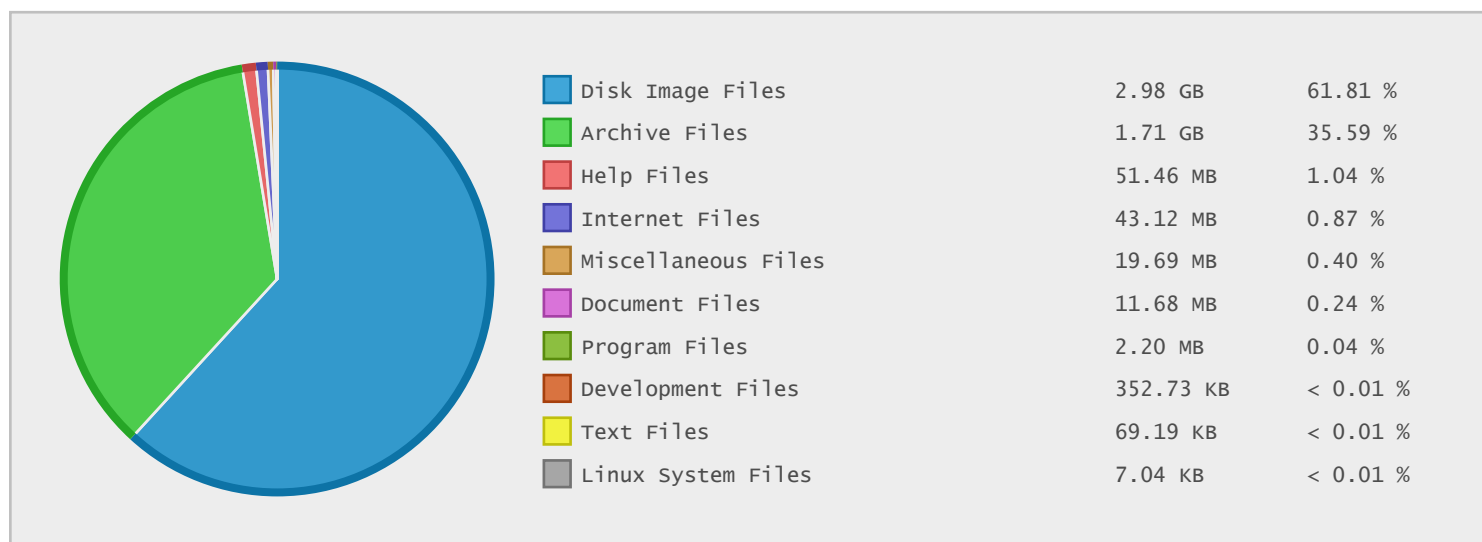 Disk Image Files 2.98 GB 61.81 %
Archive Files 1.71 GB 35.59 %
Help Files 51.46 MB 1.04 %
Internet Files 43.12 MB 0.87 %
Miscellaneous Files 19.69 MB 0.40 %
Document Files 11.68 MB 0.24 %
Program Files 2.20 MB 0.04 %
Development Files 352.73 KB < 0.01 %
Text Files 69.19 KB < 0.01 %
Linux System Files 7.04 KB < 0.01 %